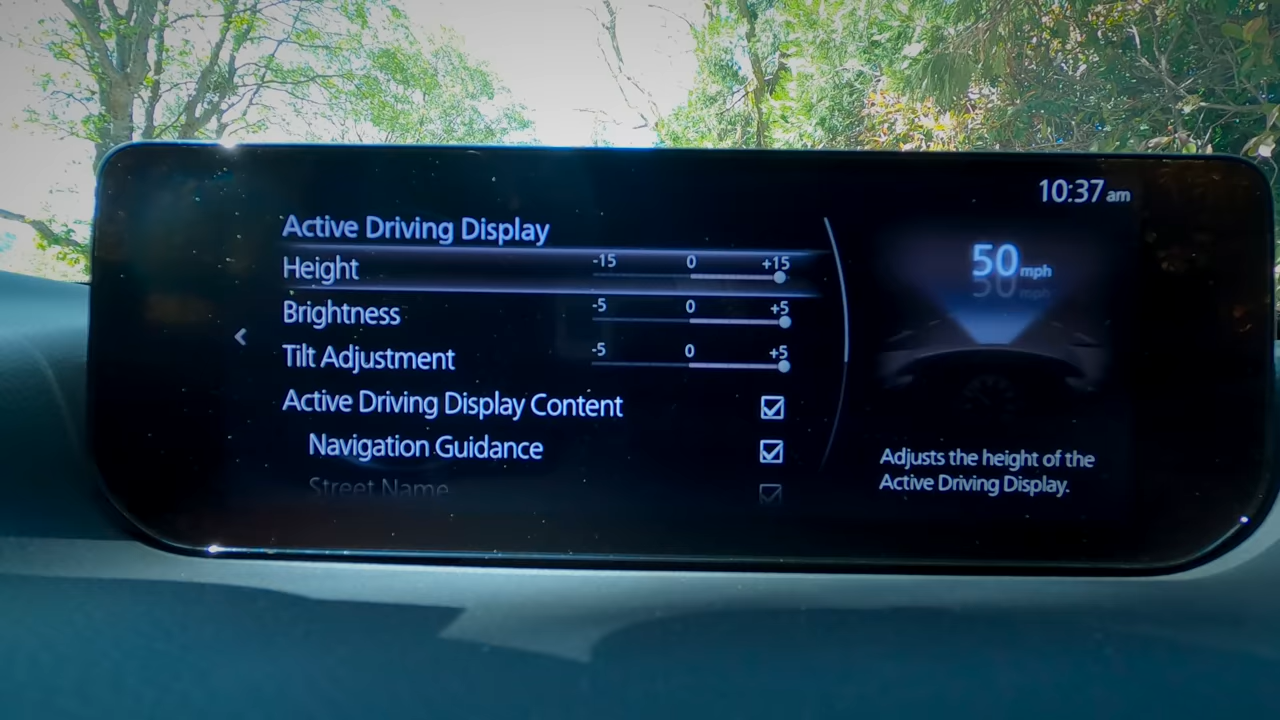 10:37 am
Active Driving Display
Height -15 0 +15
Brightness -5 0 +5
Tilt Adjustment -5 0 +5
Active Driving Display Content
Navigation Guidance
Street Name
50 mph
50 mph
Adjusts the height of the
Active Driving Display.